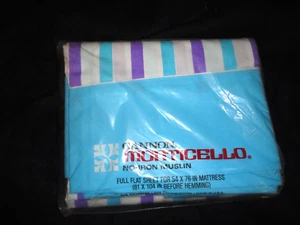 CANNON
MONTICELLO®
NO-IRON MUSLIN
FULL FLAT SHEET FOR 54 X 76 IN MATTRESS
(81 X 104 IN BEFORE HEMMING)